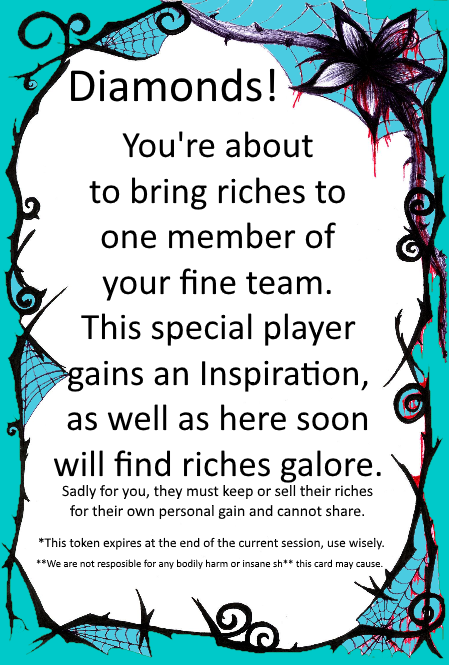 Diamonds!
You're about
to bring riches to
one member of
your fine team.
This special player
gains an Inspiration,
as well as here soon
will find riches galore.
Sadly for you, they must keep or sell their riches
for their own personal gain and cannot share.
*This token expires at the end of the current session, use wisely.
**We are not resposible for any bodily harm or insane sh** this card may cause.